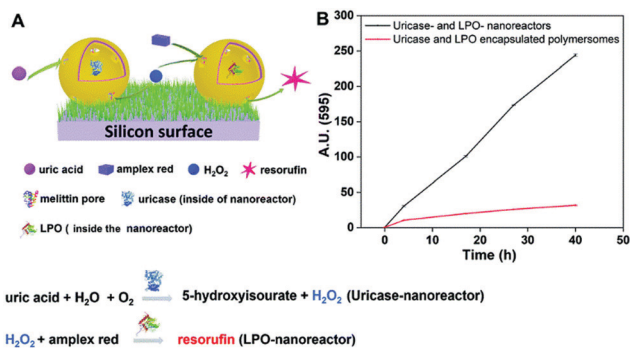 A
uric acid
amplex red
H₂O₂
resorufin
Silicon surface
melittin pore
uricase (inside of nanoreactor)
LPO ( inside the nanoreactor)
B
Uricase- and LPO- nanoreactors
Uricase and LPO encapsulated polymersomes
A.U. (595)
300
250
200
150
100
50
0
0
10
20
30
40
50
Time (h)
uric acid + H₂O + O₂
5-hydroxyisourate + H₂O₂ (Uricase-nanoreactor)
H₂O₂ + amplex red
resorufin (LPO-nanoreactor)